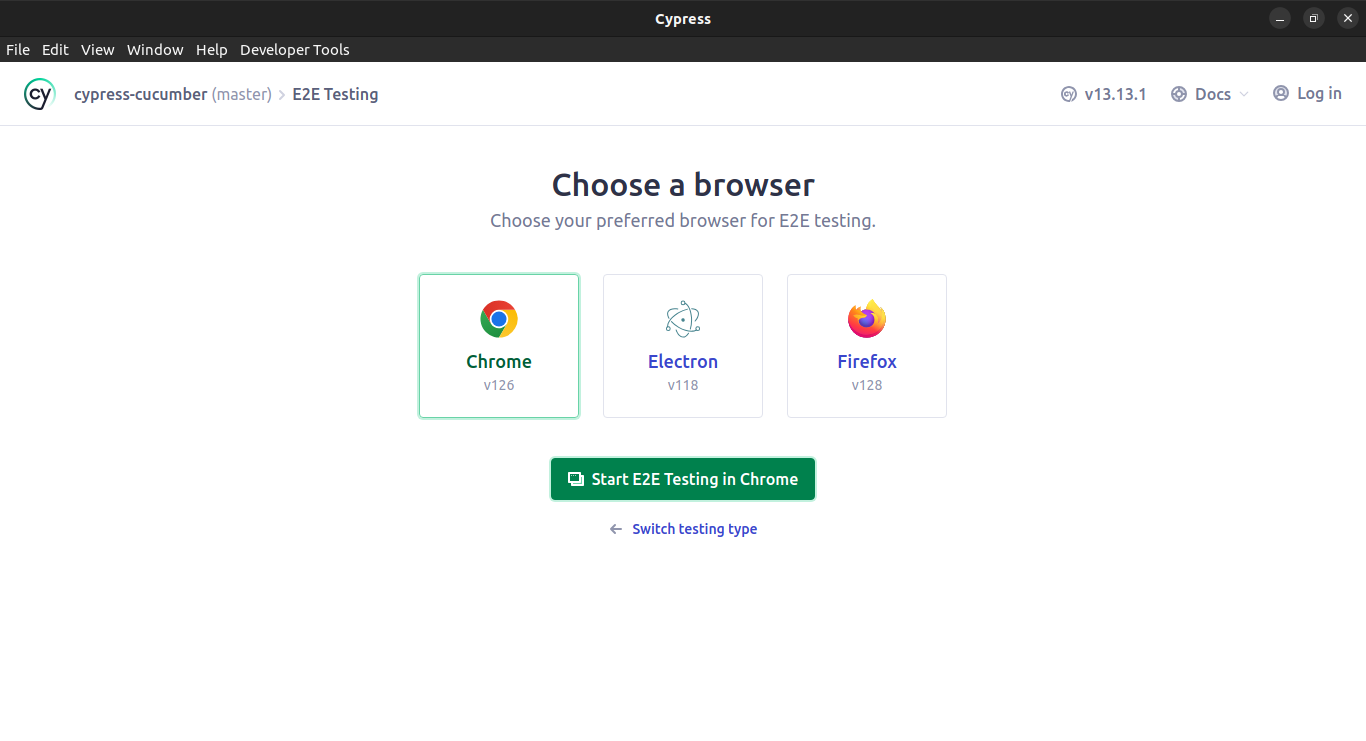 Cypress
File Edit View Window Help Developer Tools
cy cypress-cucumber (master) > E2E Testing
cy v13.13.1 Docs Log in
Choose a browser
Choose your preferred browser for E2E testing.
Chrome Electron Firefox
v126 v118 v128
Start E2E Testing in Chrome
← Switch testing type